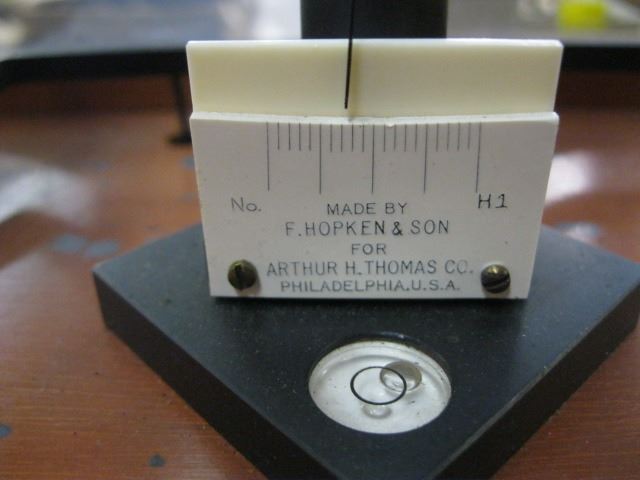 No. H1
MADE BY
F. HOPKEN & SON
FOR
ARTHUR H. THOMAS CO.
PHILADELPHIA, U.S.A.